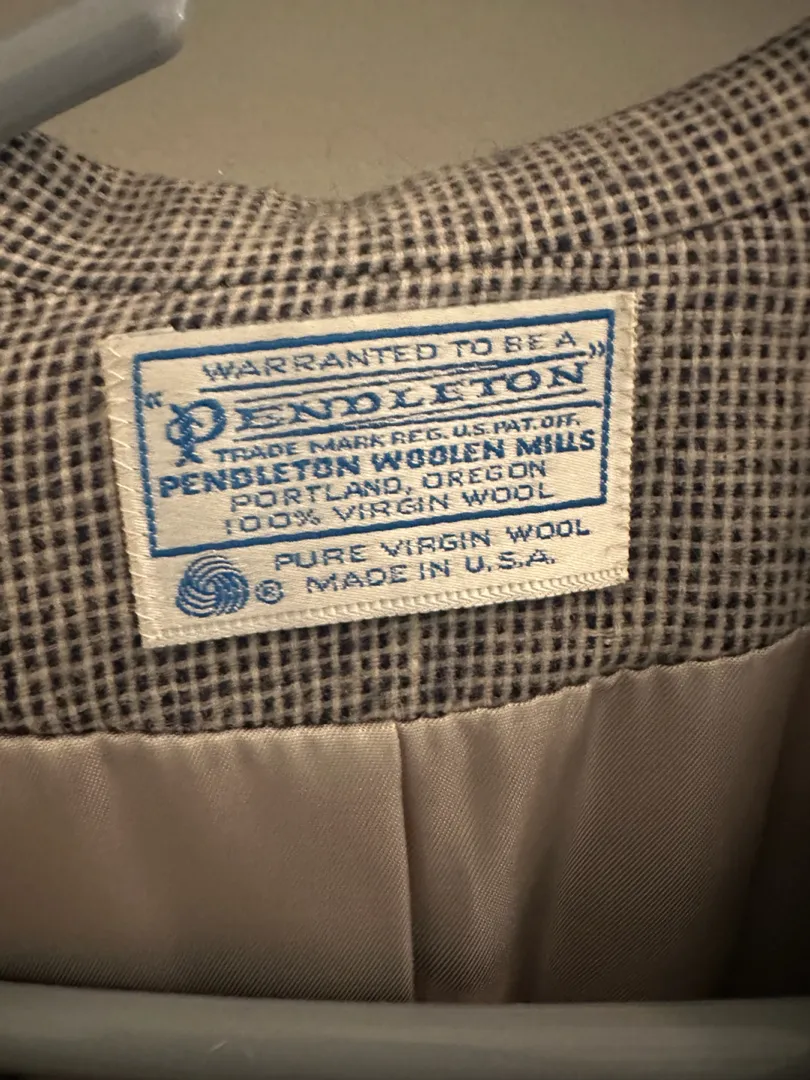 WARRANTED TO BE A
"PENDLETON"
TRADE MARK REG. U.S. PAT. OFF.
PENDLETON WOOLEN MILLS
PORTLAND, OREGON
100% VIRGIN WOOL
PURE VIRGIN WOOL
® MADE IN U.S.A.